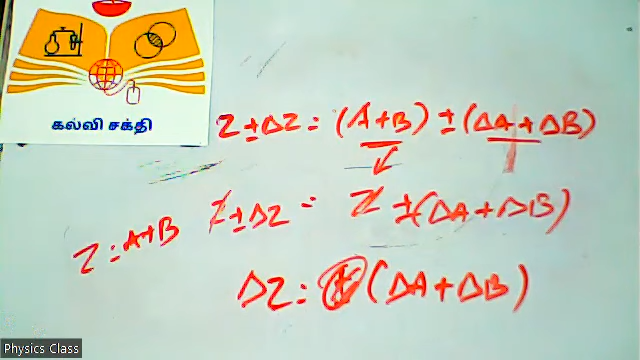 கல்வி சக்தி
Z ± ΔZ = (A+B) ± (ΔA + ΔB)
Z = A+B
Z ± ΔZ = Z ± (ΔA + ΔB)
ΔZ = (ΔA + ΔB)
Physics Class